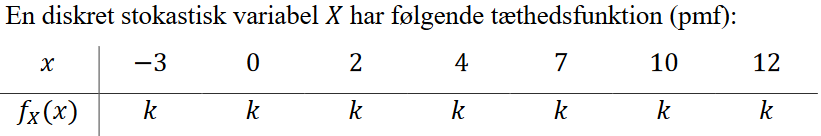 En diskret stokastisk variabel X har følgende tæthedsfunktion (pmf):
x −3 0 2 4 7 10 12
f_X(x) k k k k k k k